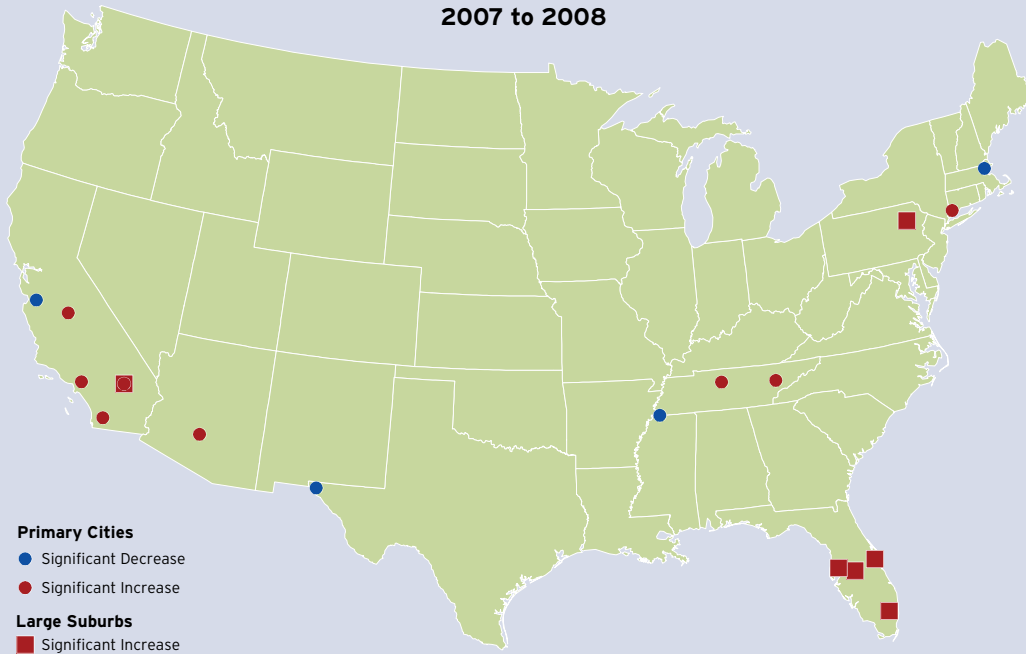 2007 to 2008
Primary Cities
Significant Decrease
Significant Increase
Large Suburbs
Significant Increase